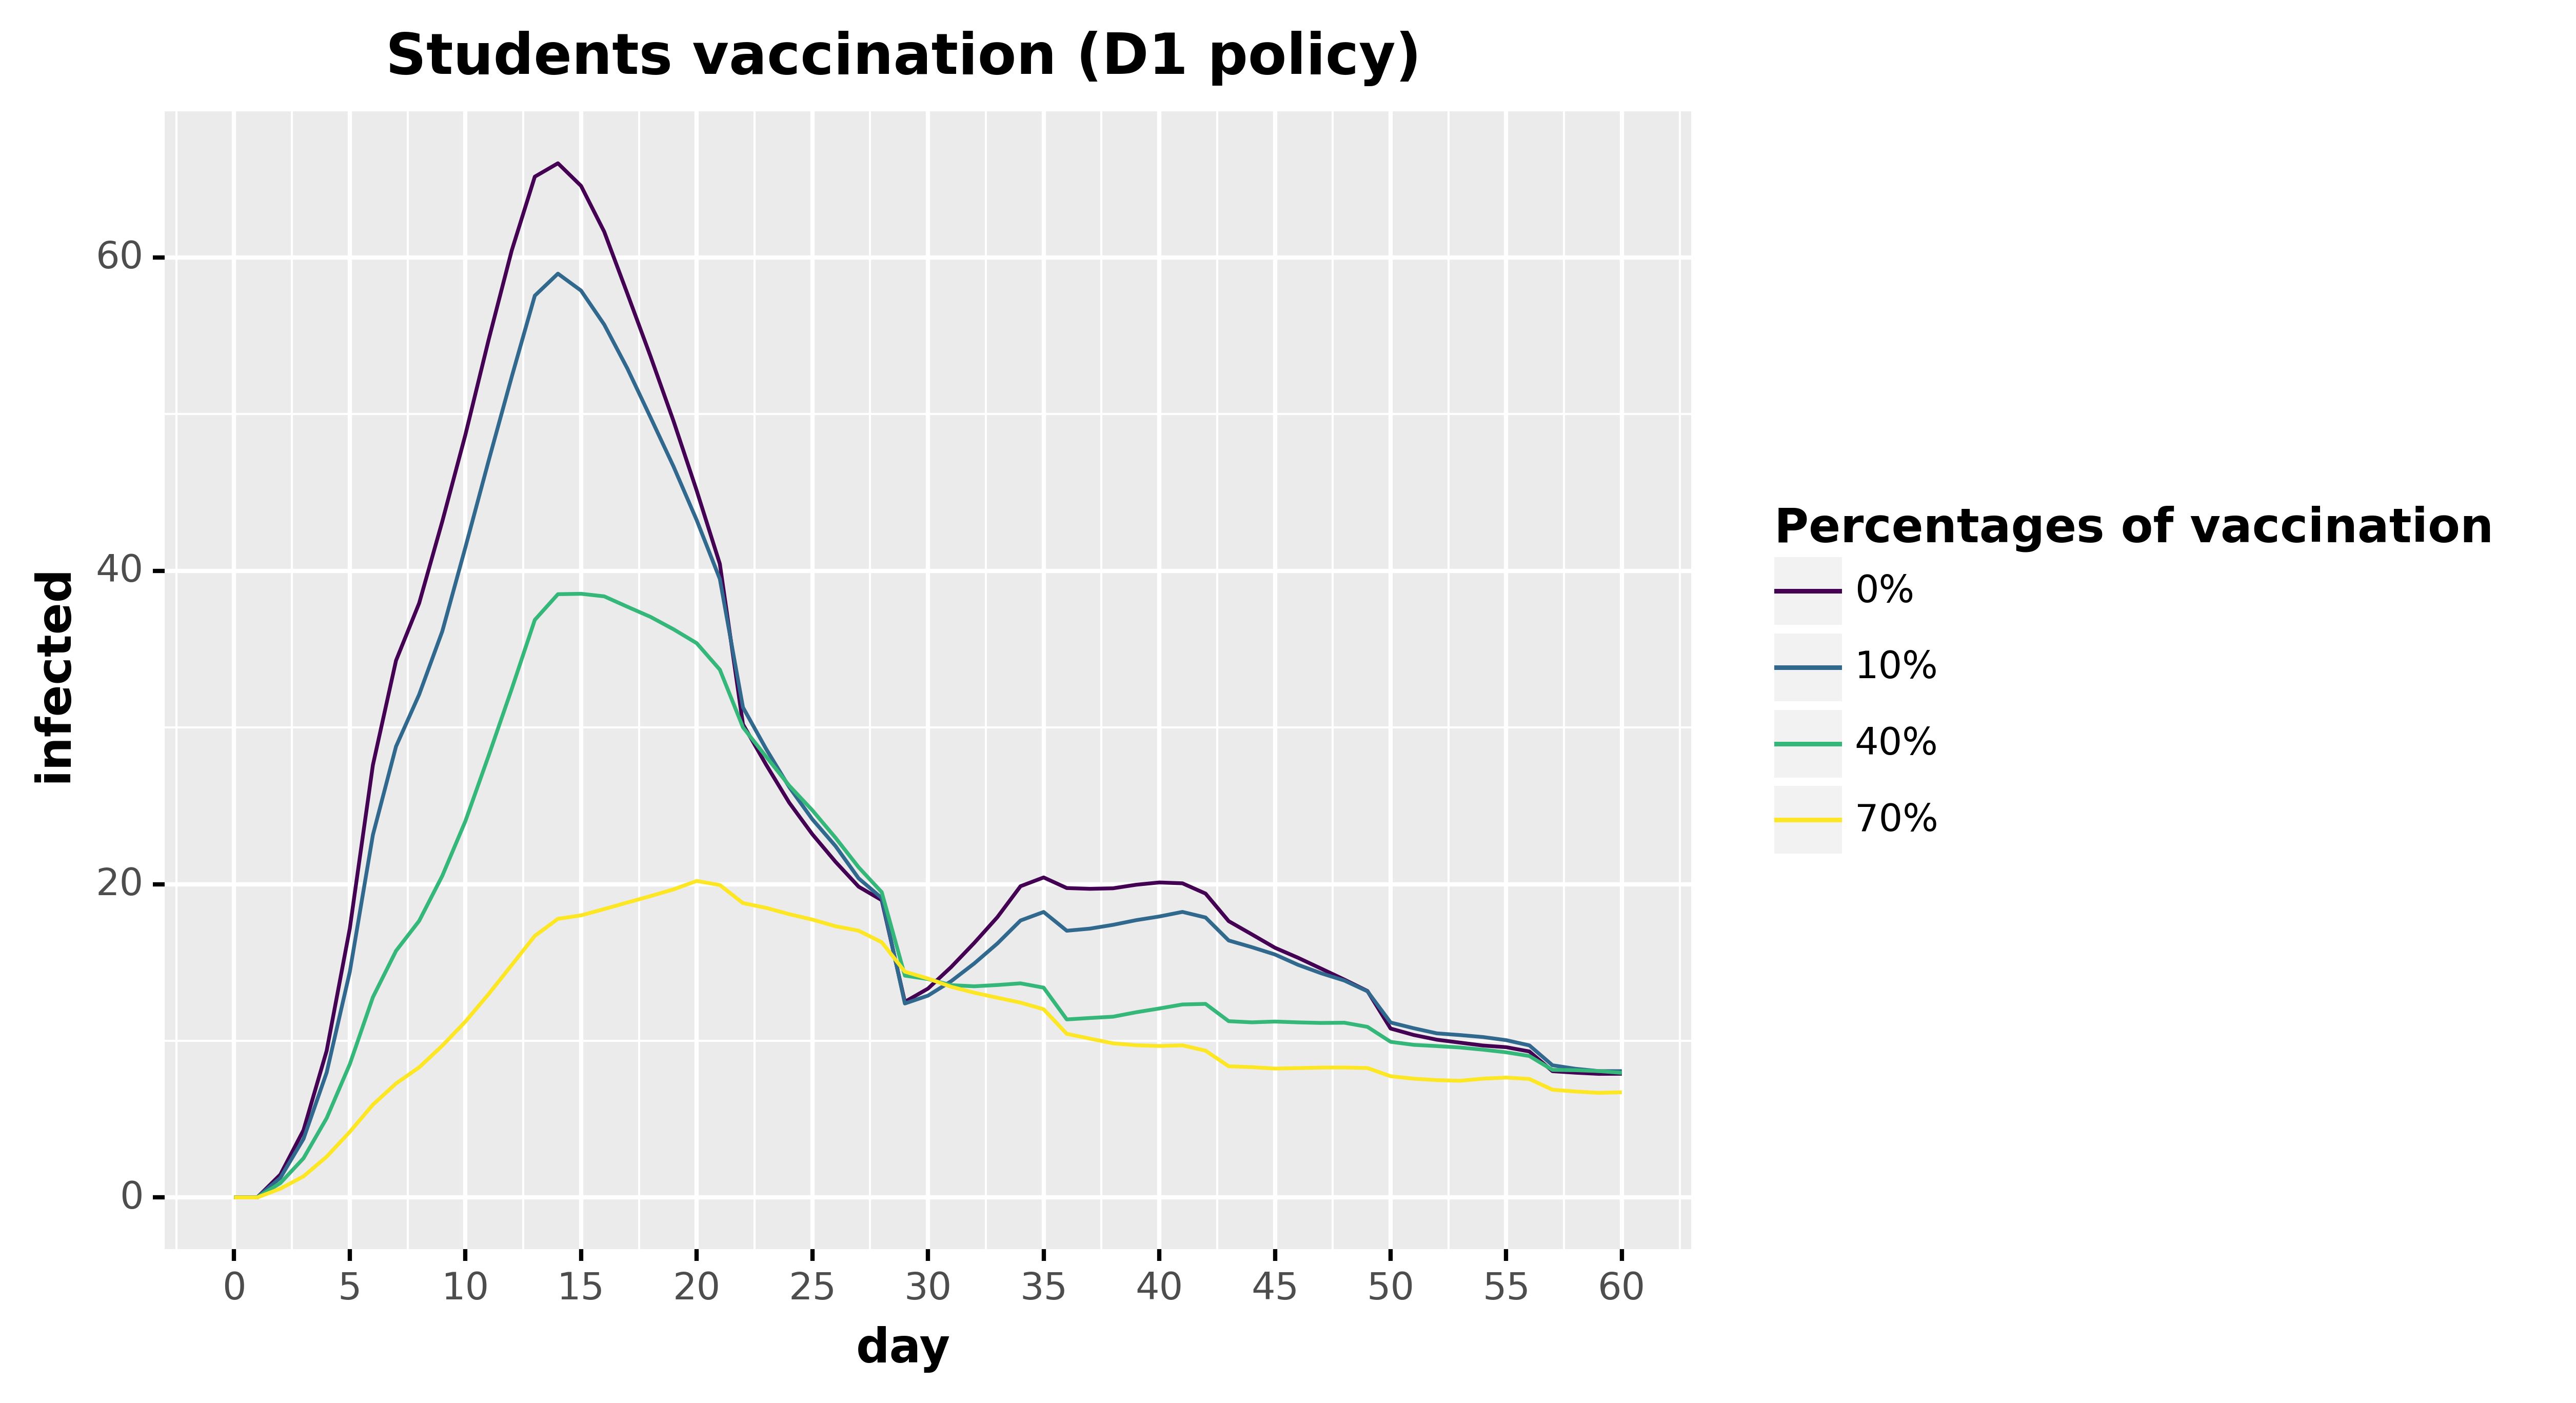 Students vaccination (D1 policy)
infected
60
40
20
0
0 5 10 15 20 25 30 35 40 45 50 55 60
day
Percentages of vaccination
0%
10%
40%
70%